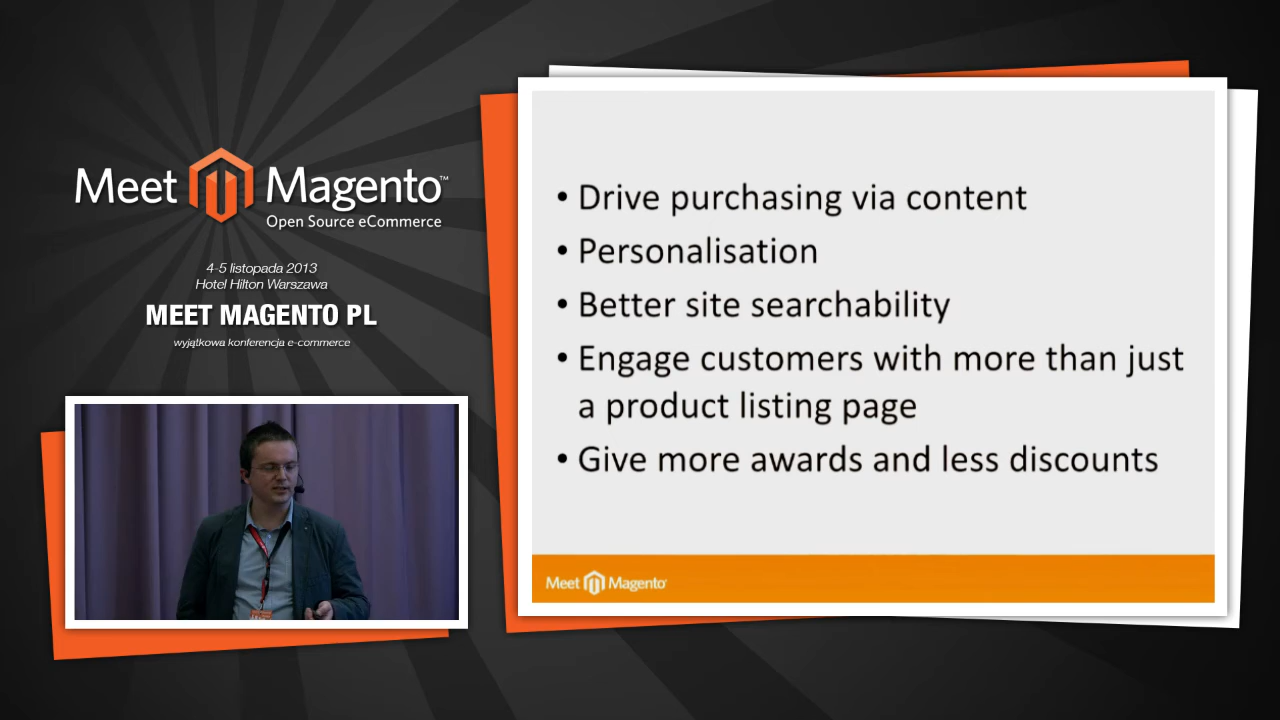 Meet Magento™
Open Source eCommerce
4-5 listopada 2013
Hotel Hilton Warszawa
MEET MAGENTO PL
wyjątkowa konferencja e-commerce
• Drive purchasing via content
• Personalisation
• Better site searchability
• Engage customers with more than just
a product listing page
• Give more awards and less discounts
Meet Magento